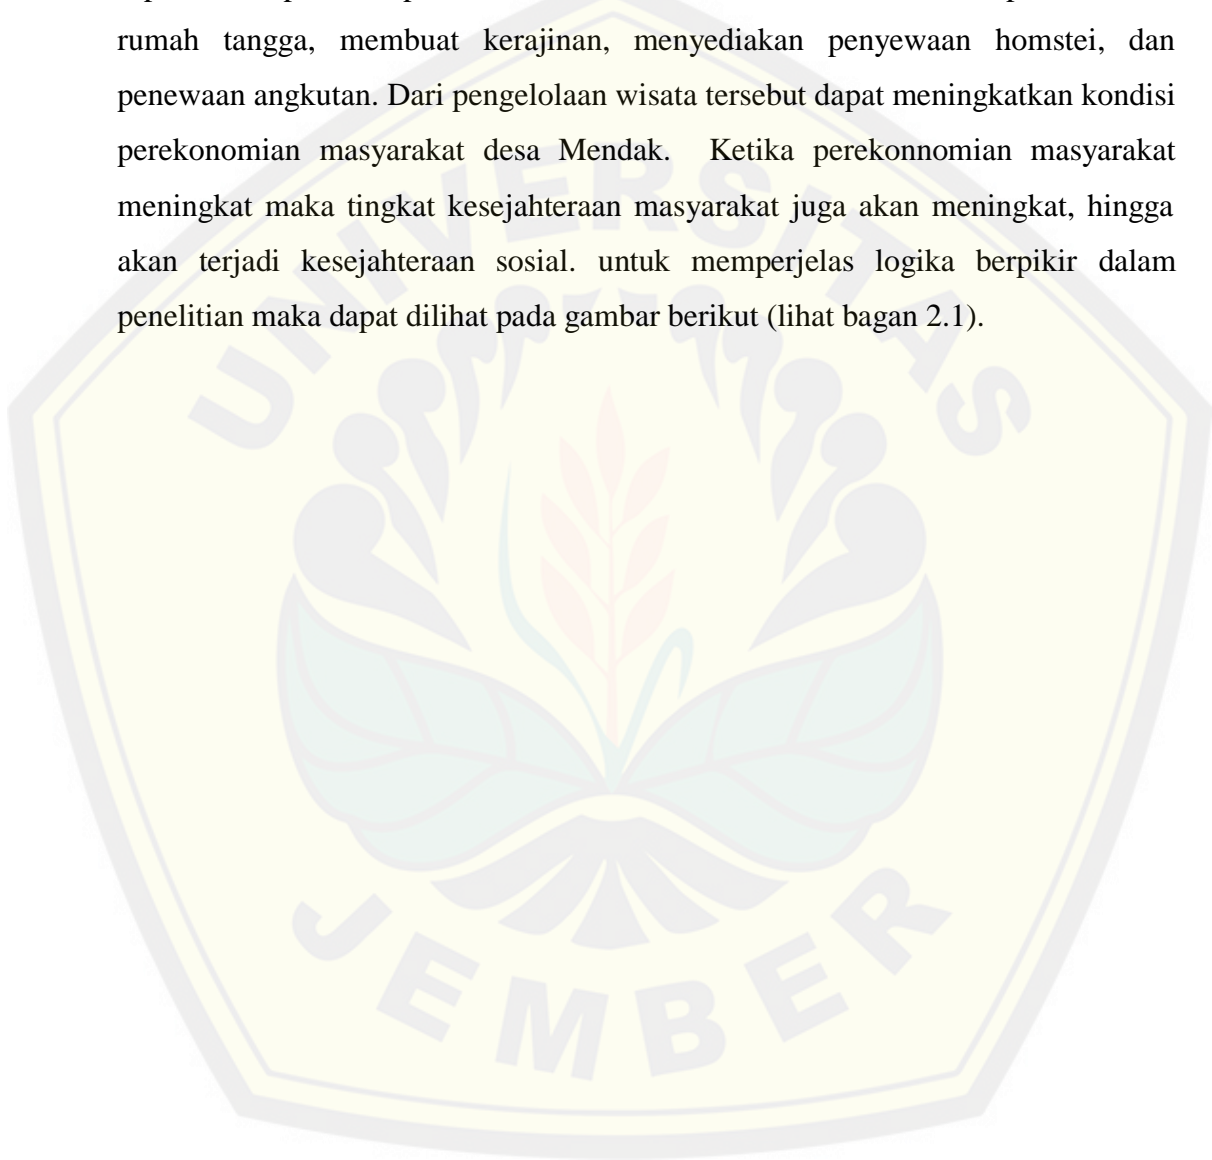 rumah tangga, membuat kerajinan, menyediakan penyewaan homstei, dan
penewaan angkutan. Dari pengelolaan wisata tersebut dapat meningkatkan kondisi
perekonomian masyarakat desa Mendak. Ketika perekonnomian masyarakat
meningkat maka tingkat kesejahteraan masyarakat juga akan meningkat, hingga
akan terjadi kesejahteraan sosial. untuk memperjelas logika berpikir dalam
penelitian maka dapat dilihat pada gambar berikut (lihat bagan 2.1).
UNIVERSITAS
JEMBER